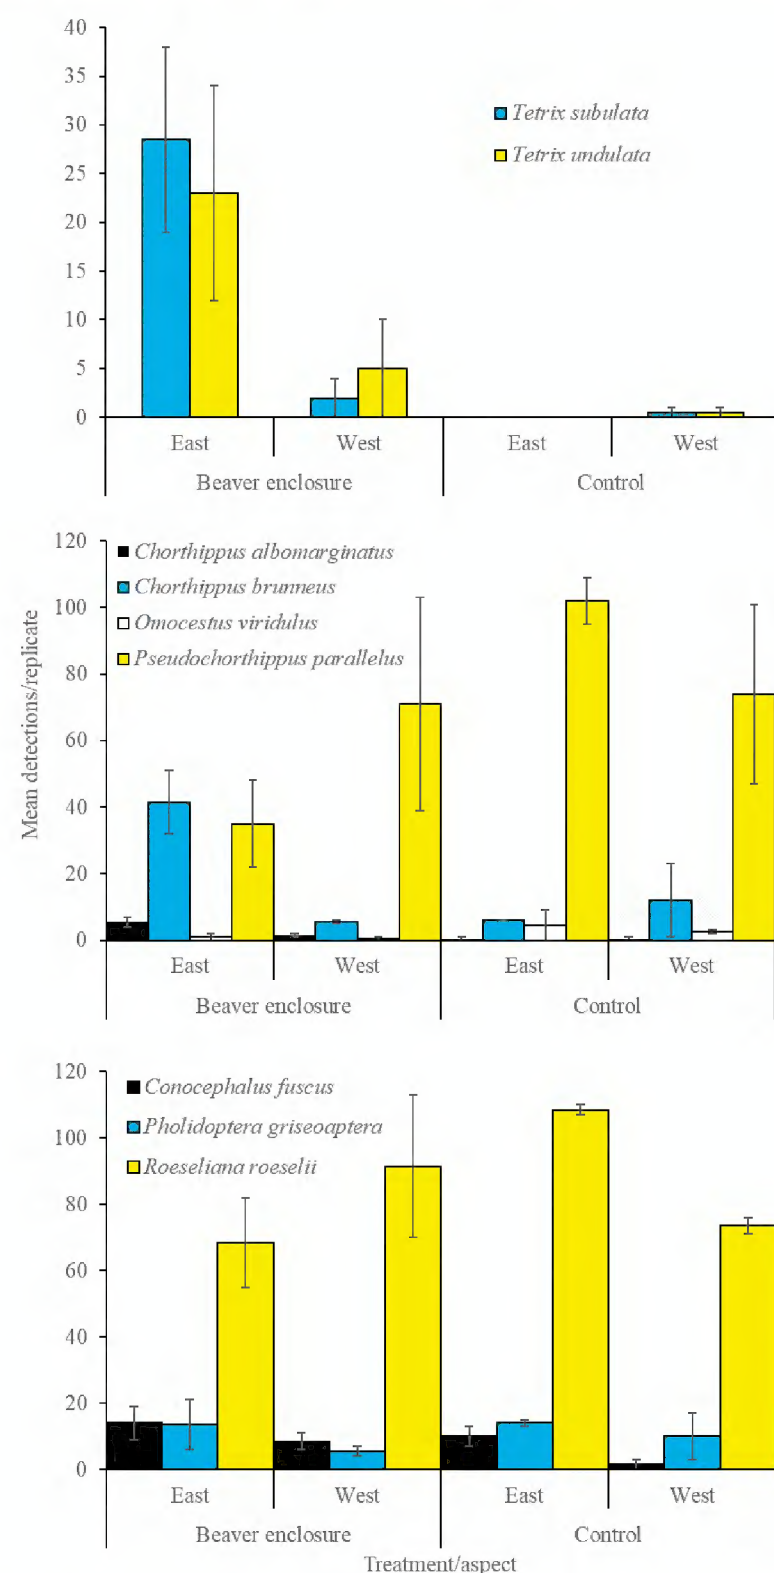 40
35
30
25
20
15
10
5
0
Tetrix subulata
Tetrix undulata
East West East West
Beaver enclosure Control
Mean detections/replicate
120
100
80
60
40
20
0
Chorthippus albomarginatus
Chorthippus brunneus
Omocestus viridulus
Pseudochorthippus parallelus
East West East West
Beaver enclosure Control
120
100
80
60
40
20
0
Conocephalus fuscus
Pholidoptera griseoaptera
Roeseliana roeselii
East West East West
Beaver enclosure Control
Treatment/aspect